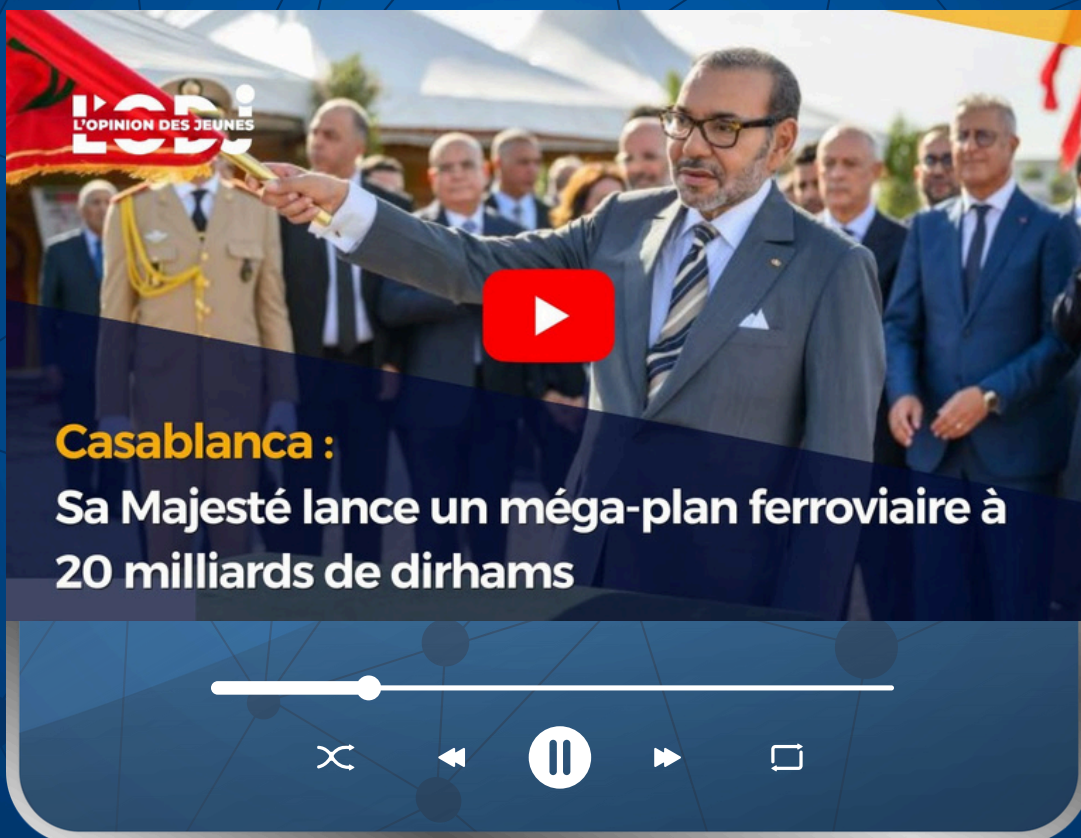 L'ODJ
L'OPINION DES JEUNES
Casablanca :
Sa Majesté lance un méga-plan ferroviaire à
20 milliards de dirhams